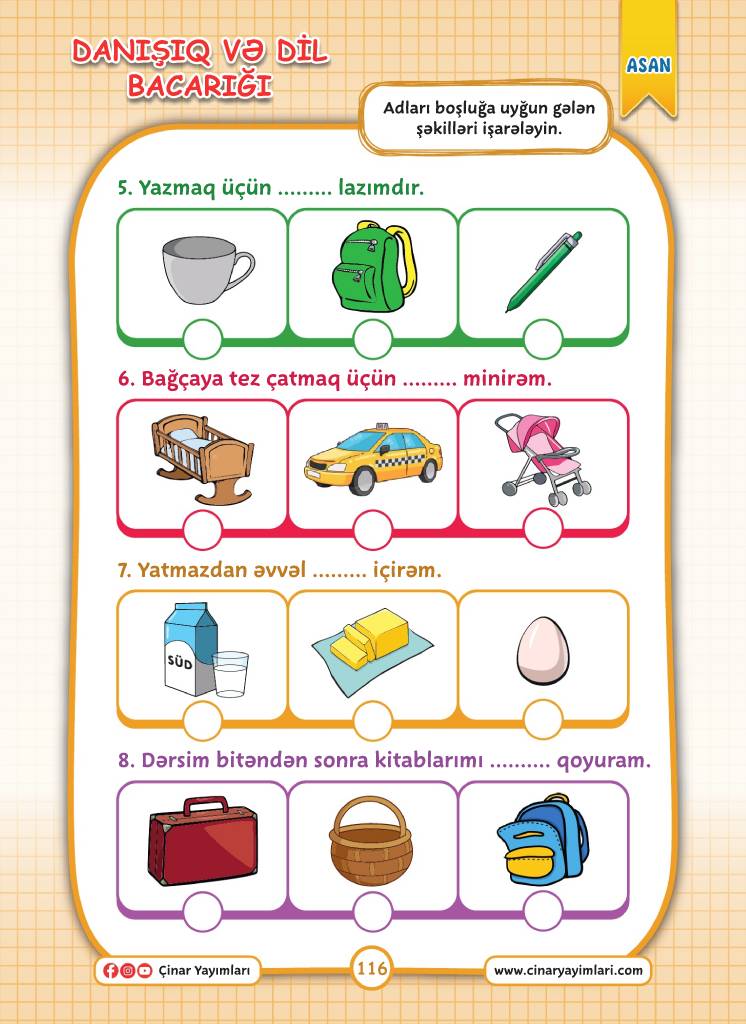 DANIŞIQ VƏ DİL
BACARIĞI
ASAN
Adları boşluğa uyğun gələn
şəkilləri işarələyin.
5. Yazmaq üçün ......... lazımdır.
6. Bağçaya tez çatmaq üçün ......... minirəm.
7. Yatmazdan əvvəl ......... içirəm.
SÜD
8. Dərsim bitəndən sonra kitablarımı .......... qoyuram.
Çinar Yayımları
116
www.cinaryayimlari.com